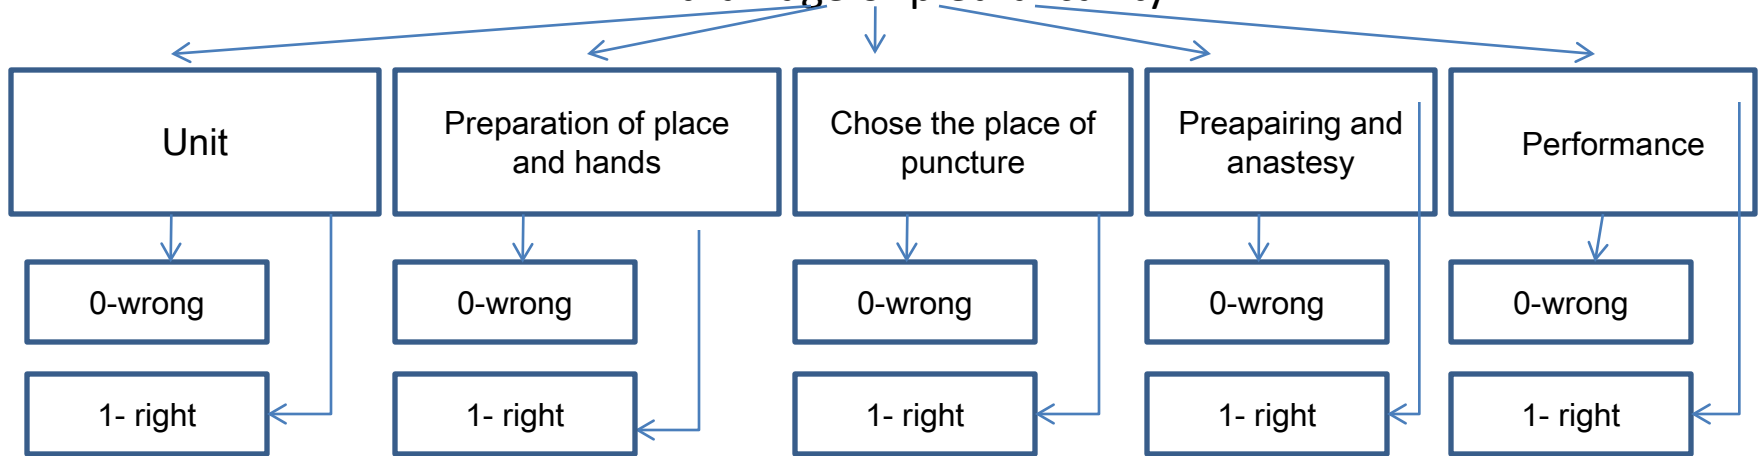 Unit
Preparation of place
and hands
Chose the place of
puncture
Preapairing and
anastesy
Performance
0-wrong
0-wrong
0-wrong
0-wrong
0-wrong
1- right
1- right
1- right
1- right
1- right